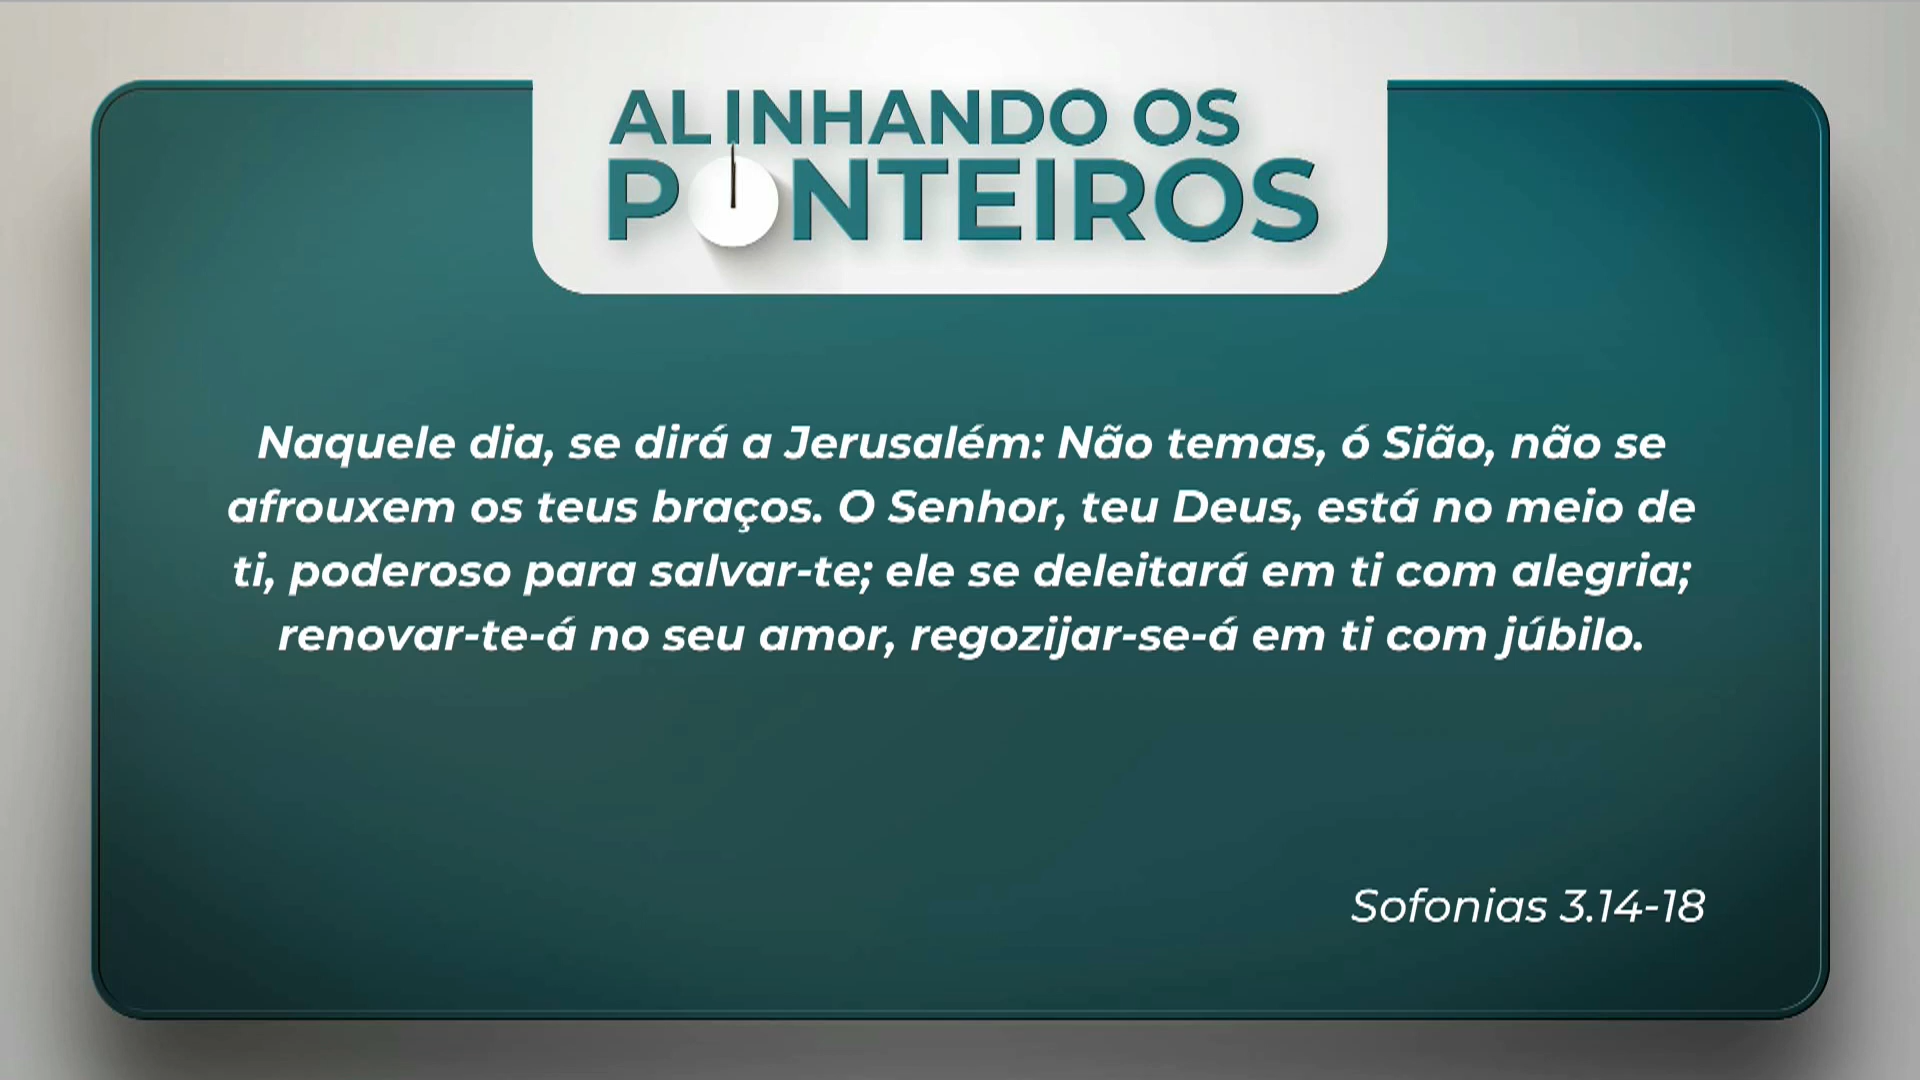 ALINHANDO OS
PONTEIROS
Naquele dia, se dirá a Jerusalém: Não temas, ó Sião, não se
afrouxem os teus braços. O Senhor, teu Deus, está no meio de
ti, poderoso para salvar-te; ele se deleitará em ti com alegria;
renovar-te-á no seu amor, regozijar-se-á em ti com júbilo.
Sofonias 3.14-18